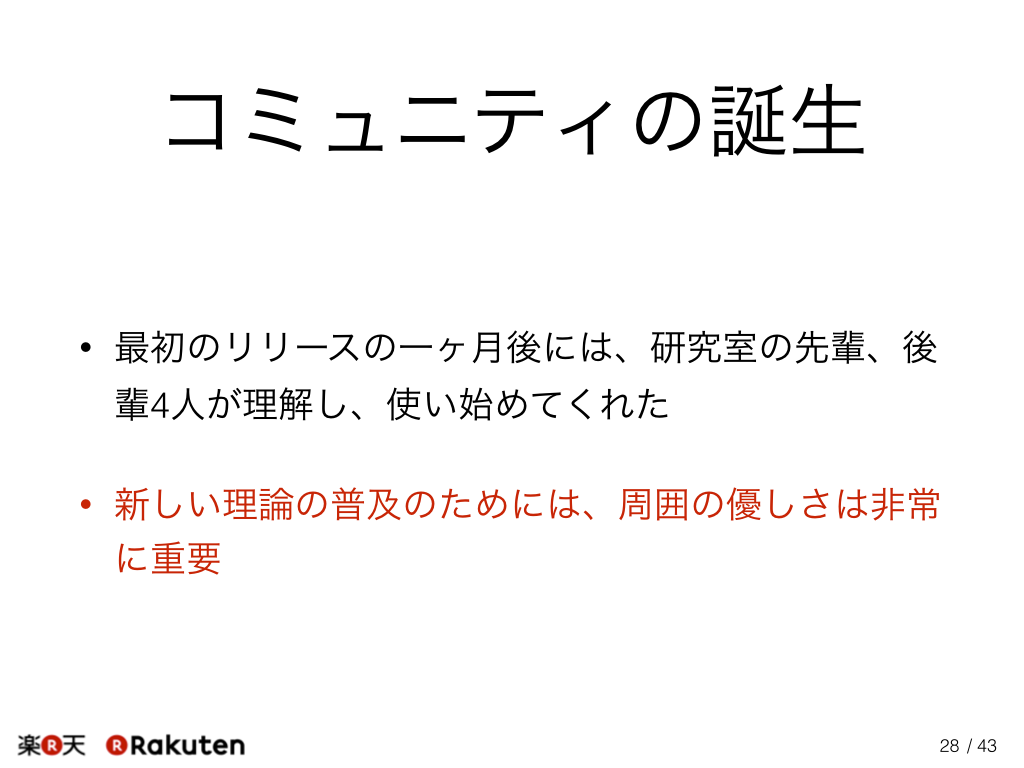 コミュニティの誕生
• 最初のリリースの一ヶ月後には、研究室の先輩、後
輩4人が理解し、使い始めてくれた
• 新しい理論の普及のためには、周囲の優しさは非常
に重要
楽R天 R Rakuten
28 / 43